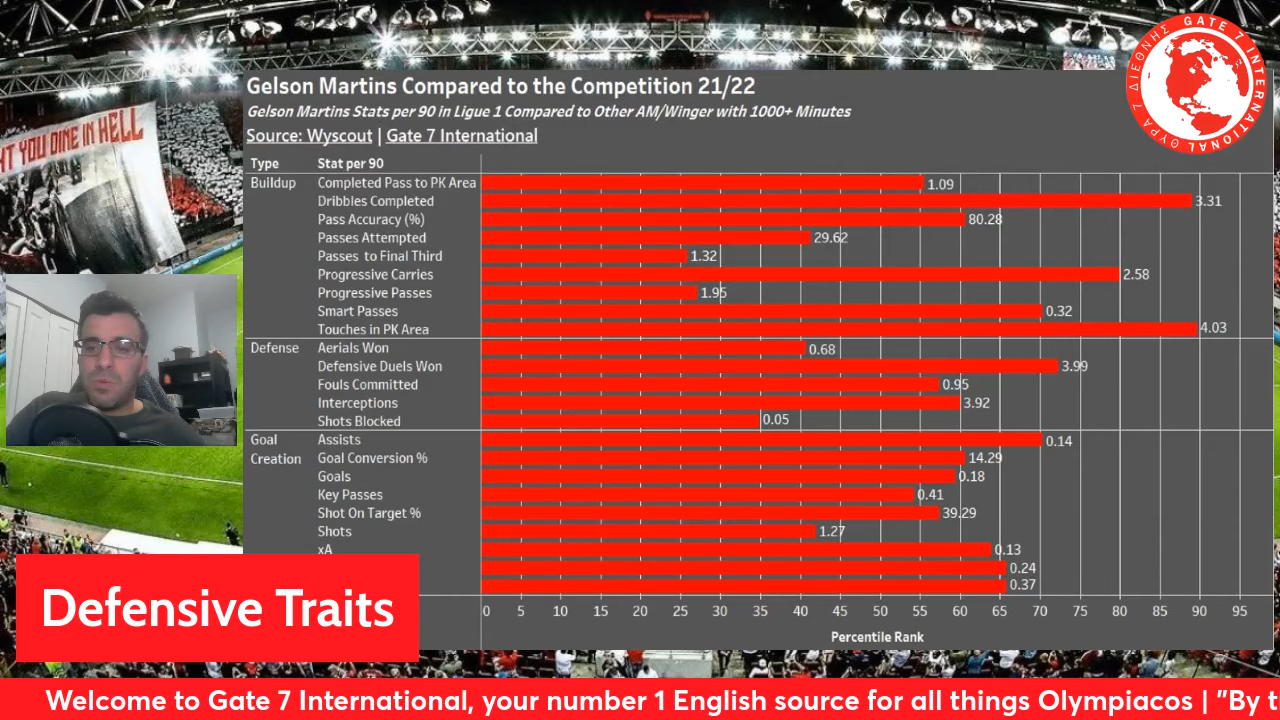 GATE 7 INTERNATIONAL
ΘΥΡΑ 7 ΔΙΕΘΝΗΣ
YOU DINE IN HELL
Gelson Martins Compared to the Competition 21/22
Gelson Martins Stats per 90 in Ligue 1 Compared to Other AM/Winger with 1000+ Minutes
Source: Wyscout | Gate 7 International
Type Stat per 90
Buildup Completed Pass to PK Area 1.09
Dribbles Completed 3.31
Pass Accuracy (%) 80.28
Passes Attempted 29.62
Passes to Final Third 1.32
Progressive Carries 2.58
Progressive Passes 1.95
Smart Passes 0.32
Touches in PK Area 4.03
Defense Aerials Won 0.68
Defensive Duels Won 3.99
Fouls Committed 0.95
Interceptions 3.92
Shots Blocked 0.05
Goal Creation Assists 0.14
Goal Conversion % 14.29
Goals 0.18
Key Passes 0.41
Shot On Target % 39.29
Shots 1.27
xA 0.13
0.24
0.37
0 5 10 15 20 25 30 35 40 45 50 55 60 65 70 75 80 85 90 95
Percentile Rank
Defensive Traits
Welcome to Gate 7 International, your number 1 English source for all things Olympiacos | "By t